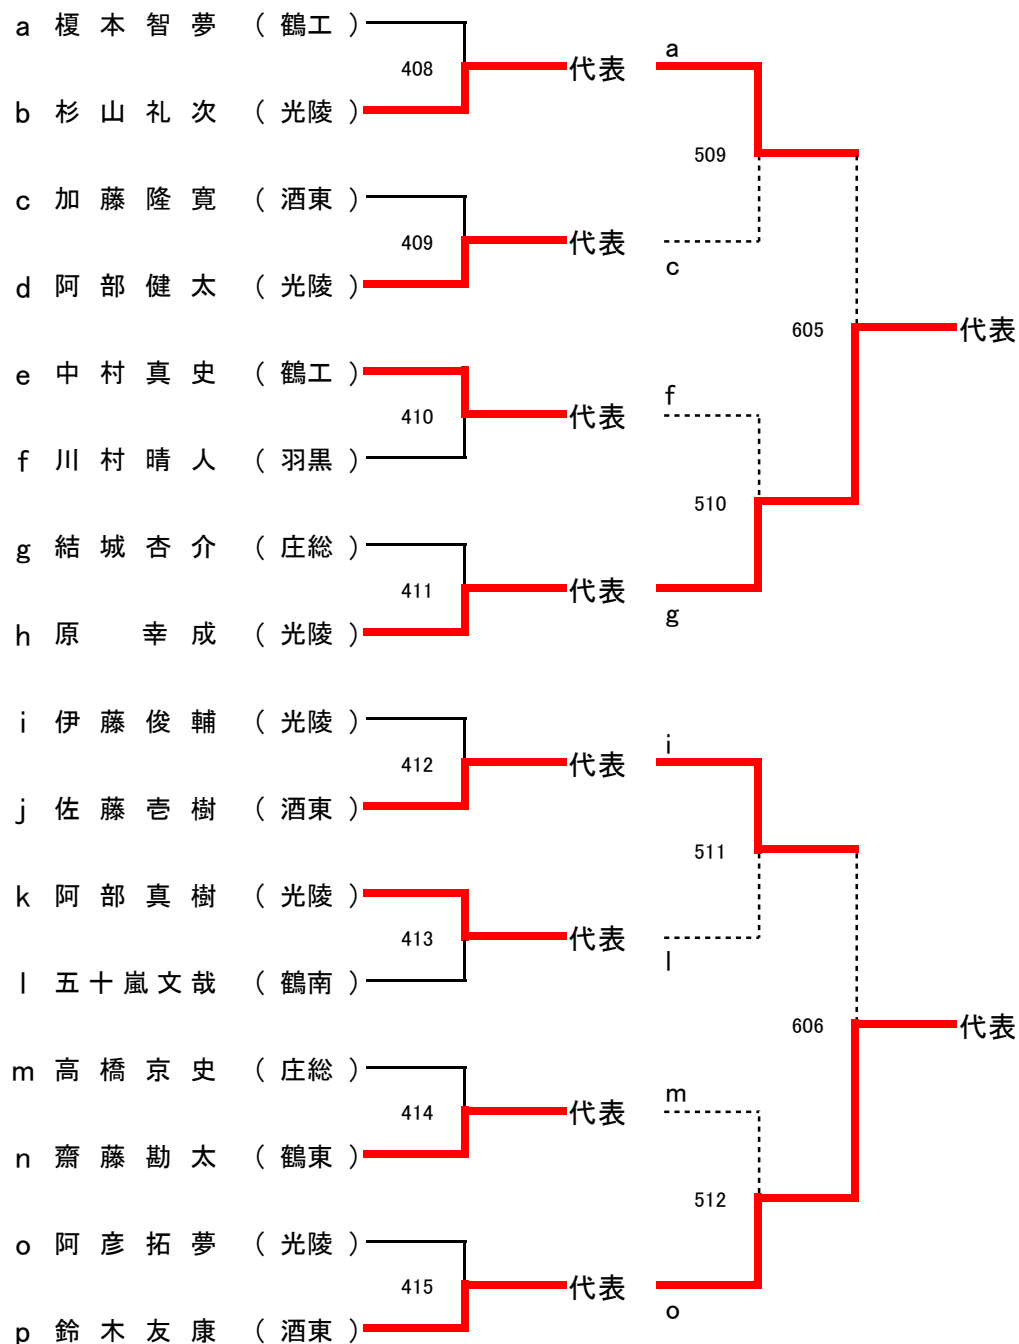 a 榎本智夢 (鶴工)
a
408 代表
b 杉山礼次 (光陵)
509
c 加藤隆寛 (酒東)
409 代表
c
d 阿部健太 (光陵)
605 代表
e 中村真史 (鶴工)
f
410 代表
f 川村晴人 (羽黒)
510
g 結城杏介 (庄総)
411 代表
g
h 原 幸成 (光陵)
i 伊藤俊輔 (光陵)
i
412 代表
j 佐藤壱樹 (酒東)
511
k 阿部真樹 (光陵)
413 代表
l
l 五十嵐文哉 (鶴南)
606 代表
m 高橋京史 (庄総)
m
414 代表
n 齋藤勘太 (鶴東)
512
o 阿彦拓夢 (光陵)
415 代表
o
p 鈴木友康 (酒東)